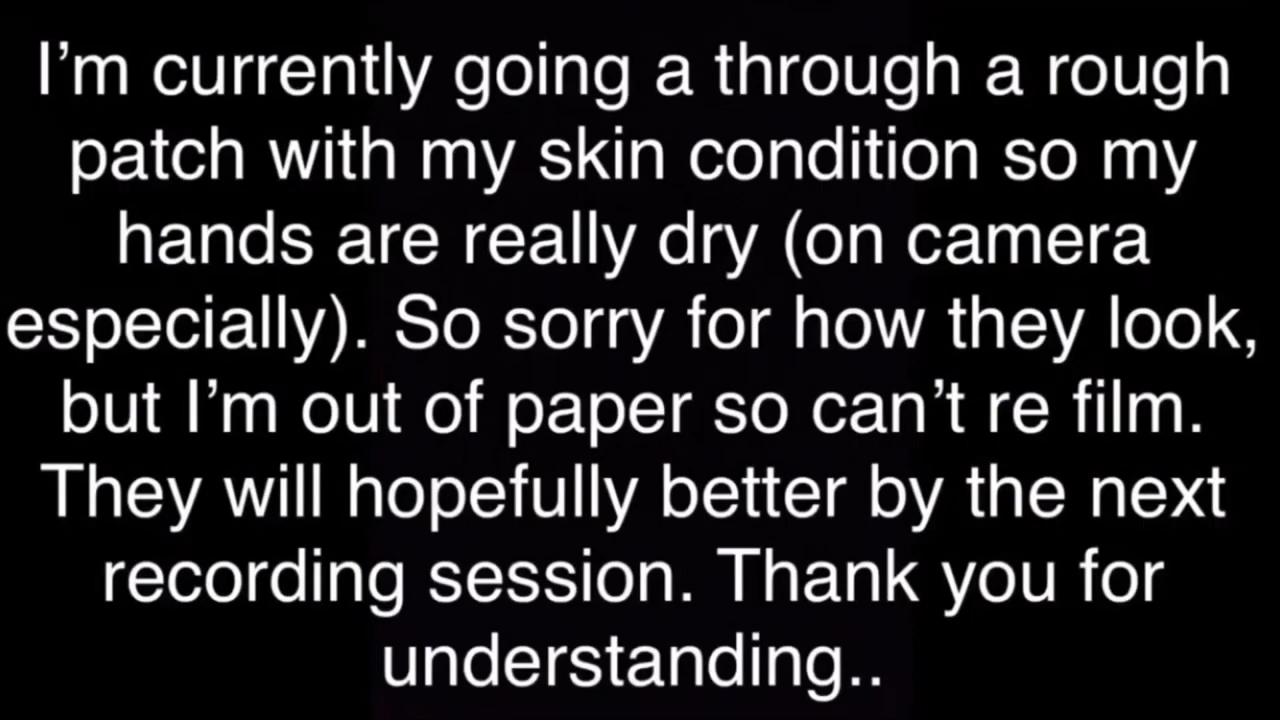 I’m currently going a through a rough
patch with my skin condition so my
hands are really dry (on camera
especially). So sorry for how they look,
but I’m out of paper so can’t re film.
They will hopefully better by the next
recording session. Thank you for
understanding..